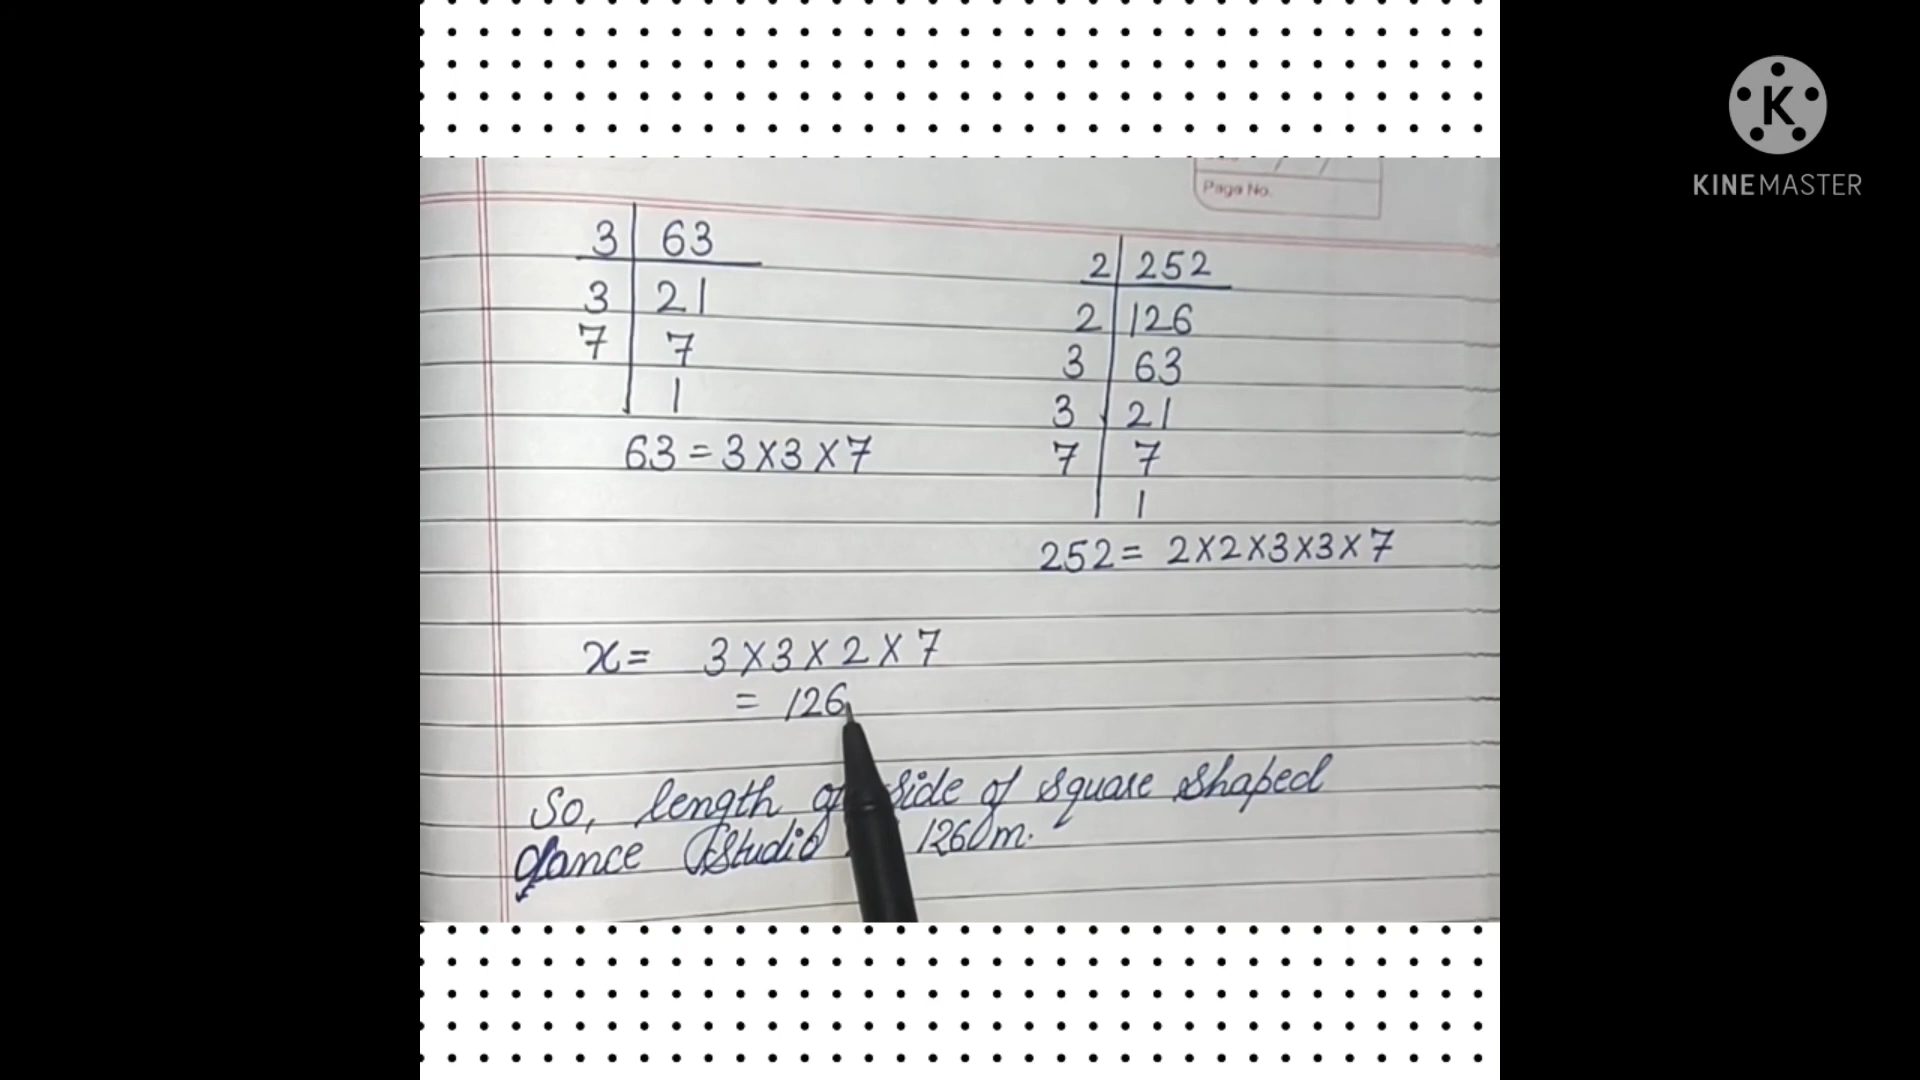 KINEMASTER
Page No.
3 | 63
3 | 21
7 | 7
1
63 = 3 X 3 X 7
2 | 252
2 | 126
3 | 63
3 | 21
7 | 7
1
252 = 2 X 2 X 3 X 3 X 7
x = 3 X 3 X 2 X 7
= 126
So, length side of square shaped
dance studio 126 m.